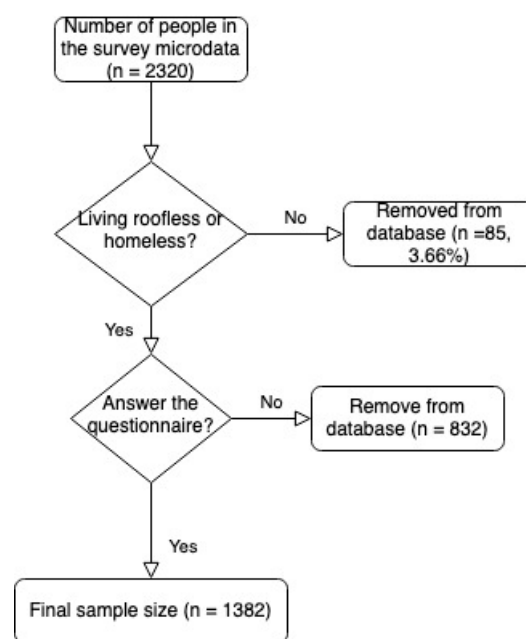 Number of people in
the survey microdata
(n = 2320)
Living roofless or
homeless?
No
Removed from
database (n =85,
3.66%)
Yes
Answer the
questionnaire?
No
Remove from
database (n = 832)
Yes
Final sample size (n = 1382)